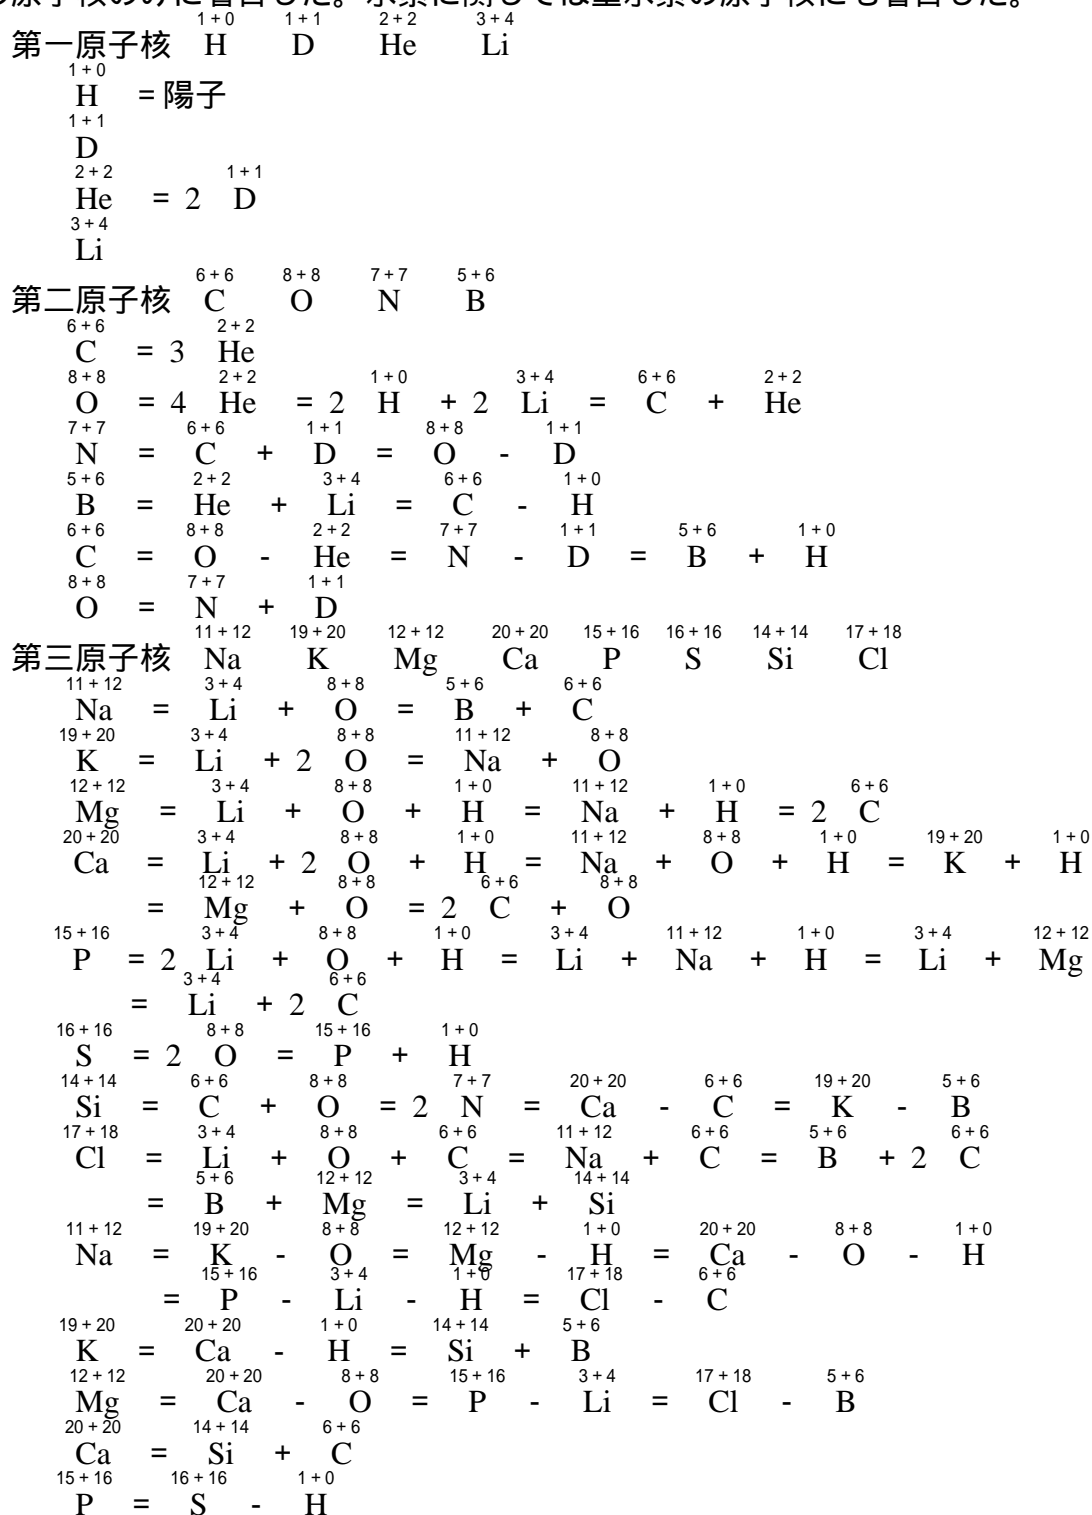 の原子核のみに着目した。水素に関しては重水素の原子核にも着目した。
1+0 1+1 2+2 3+4
第一原子核 H D He Li
1+0
H = 陽子
1+1
D
2+2 1+1
He = 2 D
3+4
Li
6+6 8+8 7+7 5+6
第二原子核 C O N B
6+6 2+2
C = 3 He
8+8 2+2 1+0 3+4 6+6 2+2
O = 4 He = 2 H + 2 Li = C + He
7+7 6+6 1+1 8+8 1+1
N = C + D = O - D
5+6 2+2 3+4 6+6 1+0
B = He + Li = C - H
6+6 8+8 2+2 7+7 1+1 5+6 1+0
C = O - He = N - D = B + H
8+8 7+7 1+1
O = N + D
11+12 19+20 12+12 20+20 15+16 16+16 14+14 17+18
第三原子核 Na K Mg Ca P S Si Cl
11+12 3+4 8+8 5+6 6+6
Na = Li + O = B + C
19+20 3+4 8+8 11+12 8+8
K = Li + 2 O = Na + O
12+12 3+4 8+8 1+0 11+12 1+0 6+6
Mg = Li + O + H = Na + H = 2 C
20+20 3+4 8+8 1+0 11+12 8+8 1+0 19+20 1+0
Ca = Li + 2 O + H = Na + O + H = K + H
12+12 8+8 6+6 8+8
= Mg + O = 2 C + O
15+16 3+4 8+8 1+0 3+4 11+12 1+0 3+4 12+12
P = 2 Li + O + H = Li + Na + H = Li + Mg
3+4 6+6
= Li + 2 C
16+16 8+8 15+16 1+0
S = 2 O = P + H
14+14 6+6 8+8 7+7 20+20 6+6 19+20 5+6
Si = C + O = 2 N = Ca - C = K - B
17+18 3+4 8+8 6+6 11+12 6+6 5+6 6+6
Cl = Li + O + C = Na + C = B + 2 C
5+6 12+12 3+4 14+14
= B + Mg = Li + Si
11+12 19+20 8+8 12+12 1+0 20+20 8+8 1+0
Na = K - O = Mg - H = Ca - O - H
15+16 3+4 1+0 17+18 6+6
= P - Li - H = Cl - C
19+20 20+20 1+0 14+14 5+6
K = Ca - H = Si + B
12+12 20+20 8+8 15+16 3+4 17+18 5+6
Mg = Ca - O = P - Li = Cl - B
20+20 14+14 6+6
Ca = Si + C
15+16 16+16 1+0
P = S - H